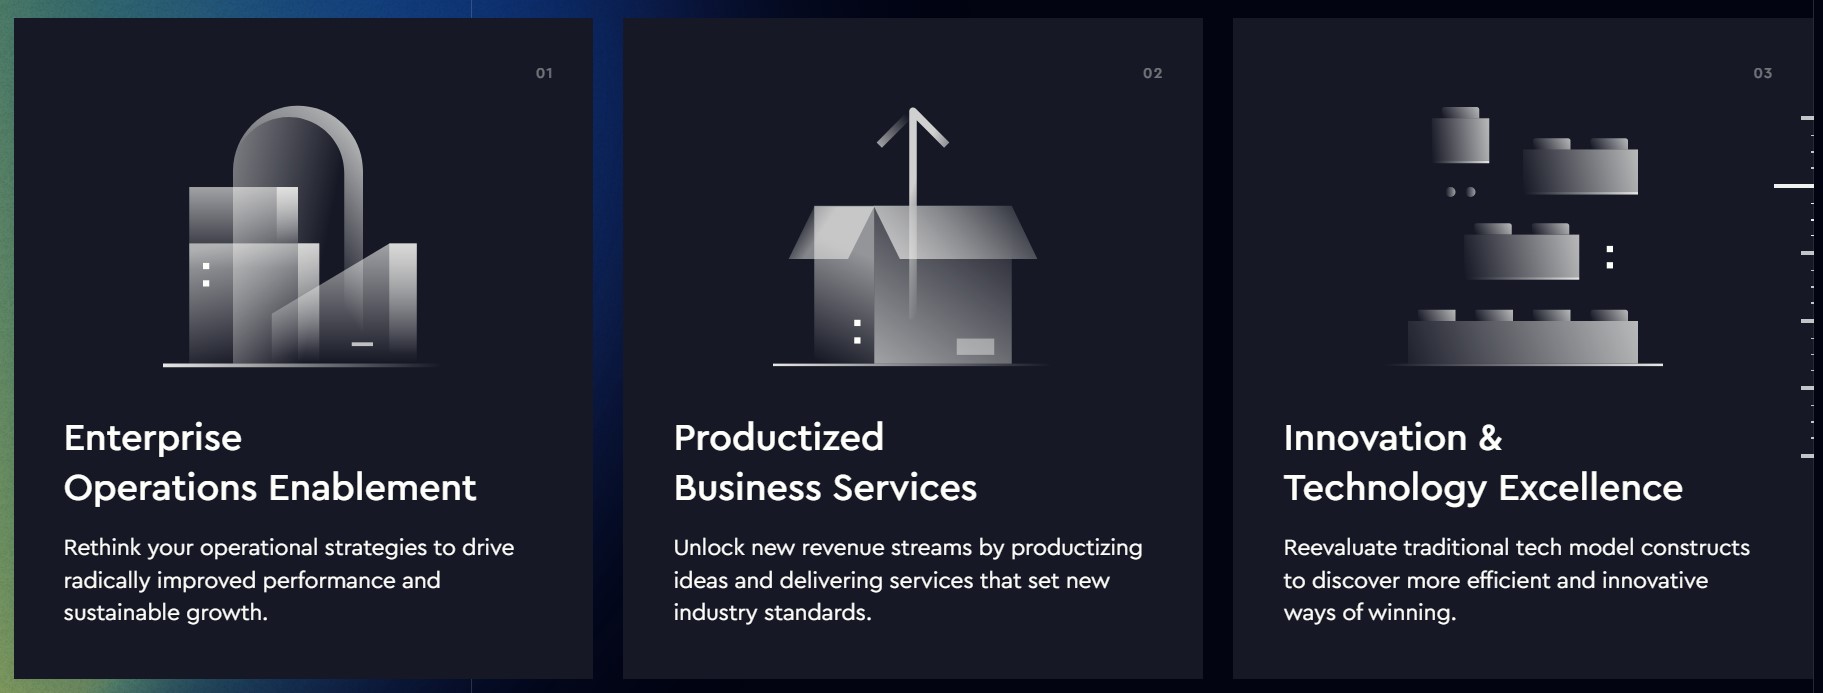 01
Enterprise
Operations Enablement
Rethink your operational strategies to drive
radically improved performance and
sustainable growth.
02
Productized
Business Services
Unlock new revenue streams by productizing
ideas and delivering services that set new
industry standards.
03
Innovation &
Technology Excellence
Reevaluate traditional tech model constructs
to discover more efficient and innovative
ways of winning.